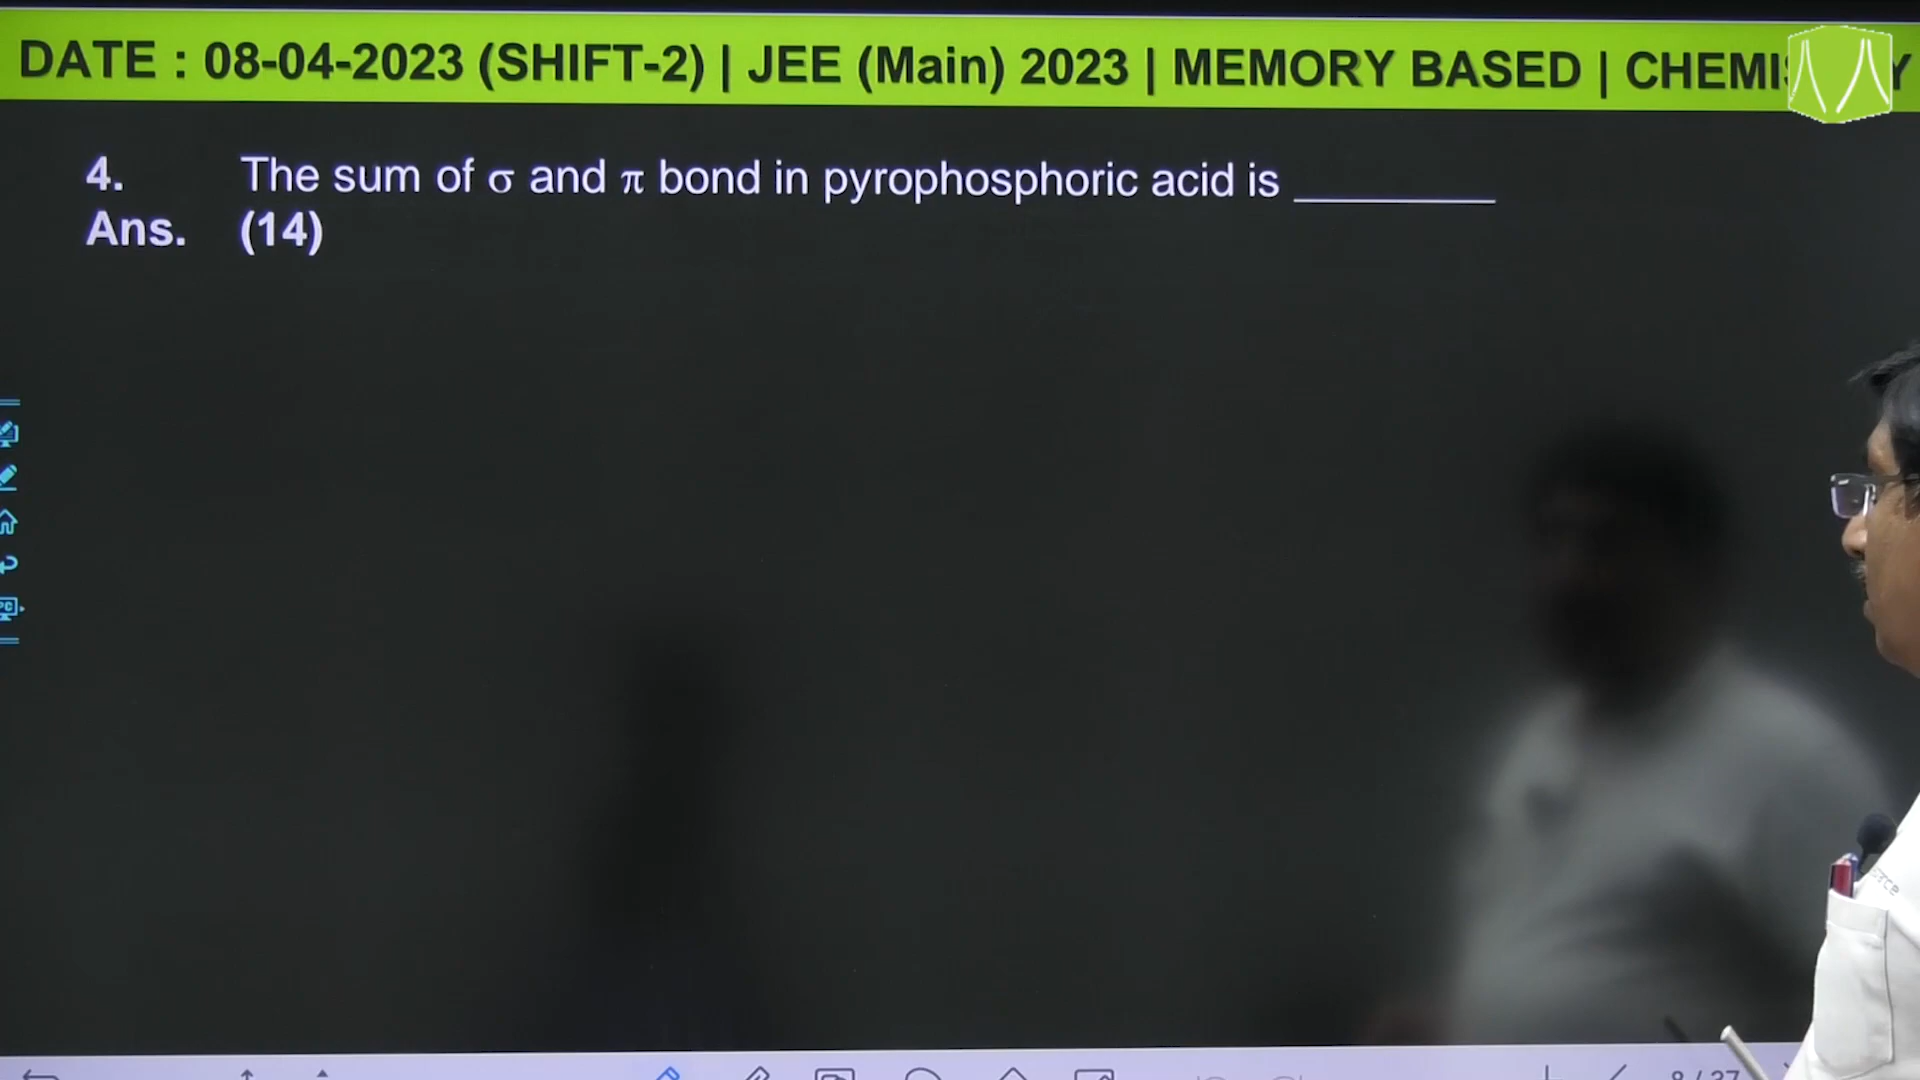 DATE : 08-04-2023 (SHIFT-2) | JEE (Main) 2023 | MEMORY BASED |
4. The sum of σ and π bond in pyrophosphoric acid is ________
Ans. (14)